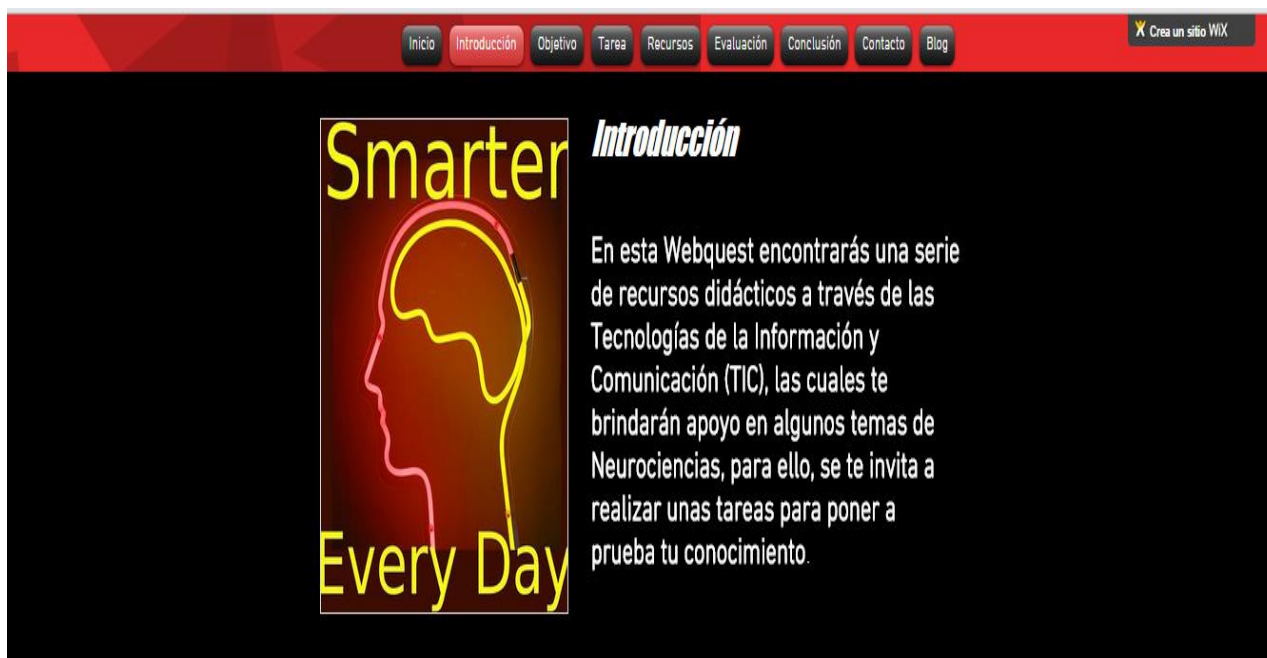 Inicio Introducción Objetivo Tarea Recursos Evaluación Conclusión Contacto Blog
Crea un sitio WIX
Smarter
Every Day
Introducción
En esta Webquest encontrarás una serie
de recursos didácticos a través de las
Tecnologías de la Información y
Comunicación (TIC), las cuales te
brindarán apoyo en algunos temas de
Neurociencias, para ello, se te invita a
realizar unas tareas para poner a
prueba tu conocimiento.